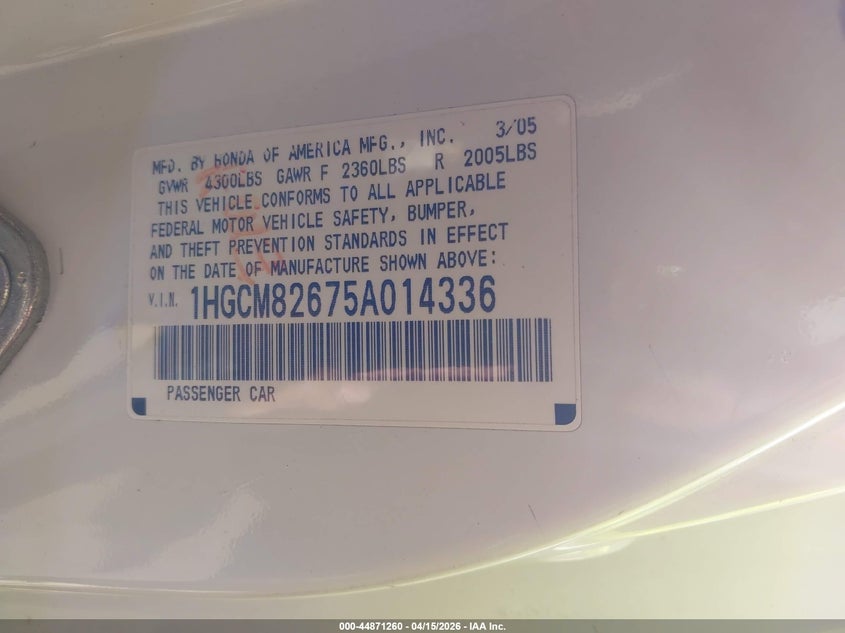 MFD. BY HONDA OF AMERICA MFG., INC. 3/05
GVWR 4300LBS GAWR F 2360LBS R 2005LBS
THIS VEHICLE CONFORMS TO ALL APPLICABLE
FEDERAL MOTOR VEHICLE SAFETY, BUMPER,
AND THEFT PREVENTION STANDARDS IN EFFECT
ON THE DATE OF MANUFACTURE SHOWN ABOVE:
V.I.N. 1HGCM82675A014336
PASSENGER CAR
000-44871260 - 04/15/2026 - IAA Inc.